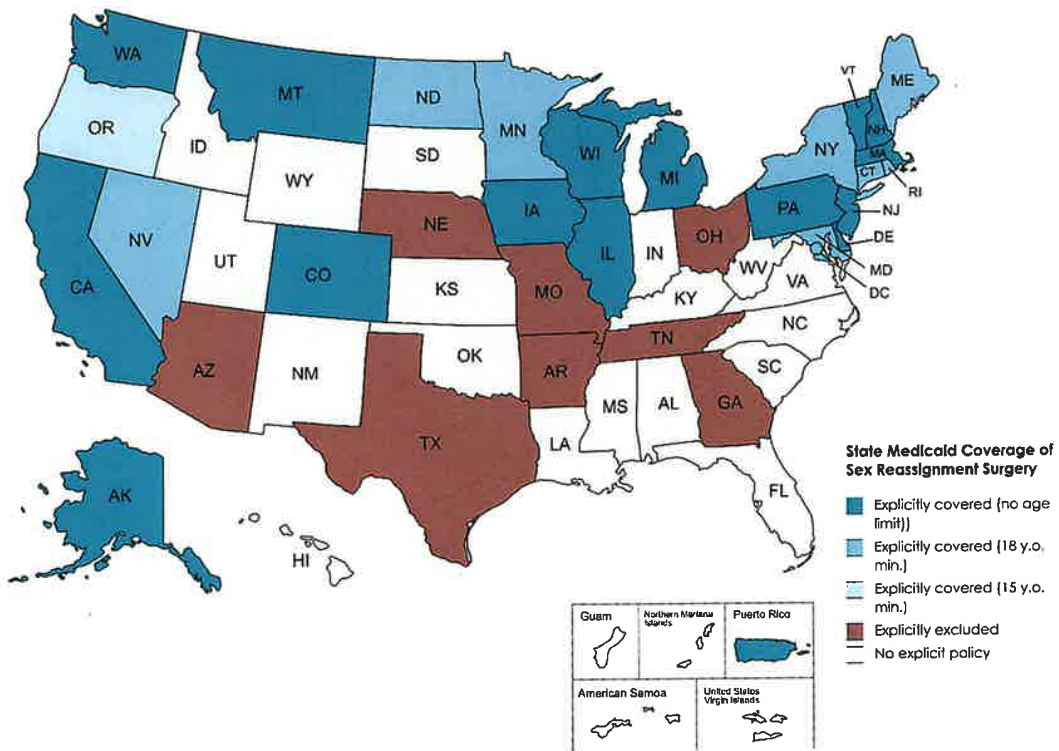 WA
MT
ND
MN
VT
ME
OR
ID
SD
WI
MI
NY
NH
MA
CT
RI
WY
IA
PA
NJ
NE
IL
IN
OH
DE
MD
DC
NV
UT
CO
CA
KS
MO
KY
WV
VA
AZ
NM
OK
AR
TN
NC
SC
TX
LA
MS
AL
GA
FL
AK
HI
State Medicaid Coverage of
Sex Reassignment Surgery
Explicitly covered (no age
limit))
Explicitly covered (18 y.o.
min.)
Explicitly covered (15 y.o.
min.)
Explicitly excluded
No explicit policy
Guam
Northern Mariana
Islands
Puerto Rico
American Samoa
United States
Virgin Islands